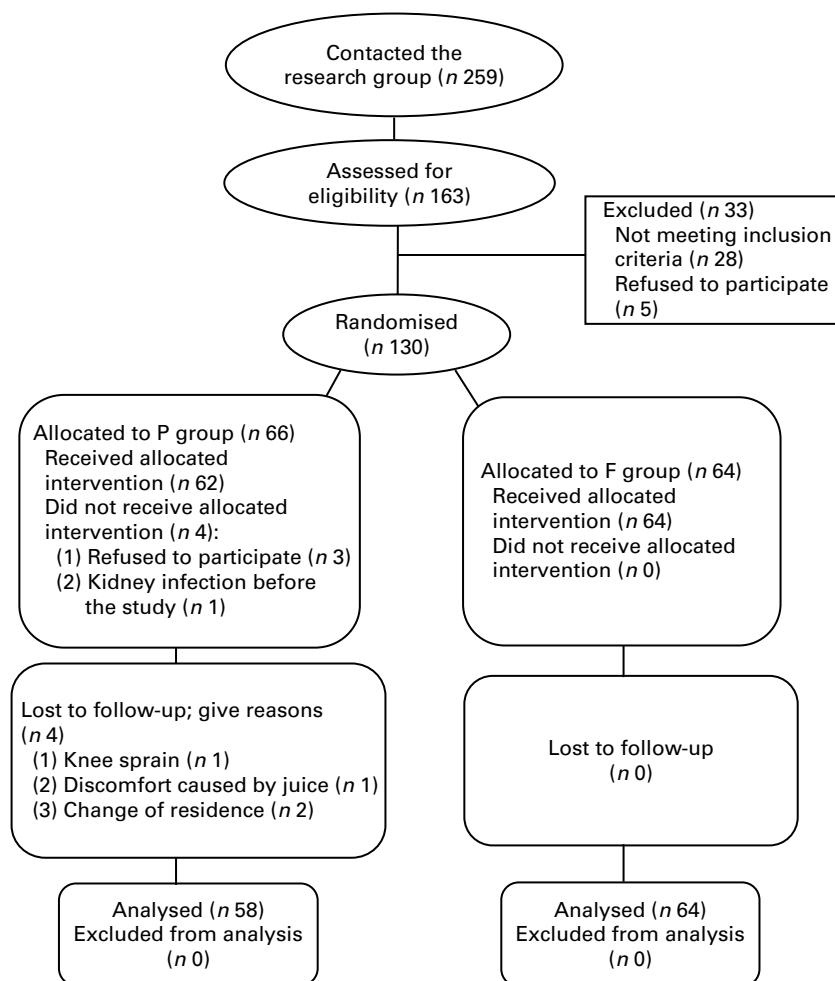 Contacted the
research group (n 259)
Assessed for
eligibility (n 163)
Excluded (n 33)
Not meeting inclusion
criteria (n 28)
Refused to participate
(n 5)
Randomised
(n 130)
Allocated to P group (n 66)
Received allocated
intervention (n 62)
Did not receive allocated
intervention (n 4):
(1) Refused to participate (n 3)
(2) Kidney infection before
the study (n 1)
Allocated to F group (n 64)
Received allocated
intervention (n 64)
Did not receive allocated
intervention (n 0)
Lost to follow-up; give reasons
(n 4)
(1) Knee sprain (n 1)
(2) Discomfort caused by juice (n 1)
(3) Change of residence (n 2)
Lost to follow-up
(n 0)
Analysed (n 58)
Excluded from analysis
(n 0)
Analysed (n 64)
Excluded from analysis
(n 0)